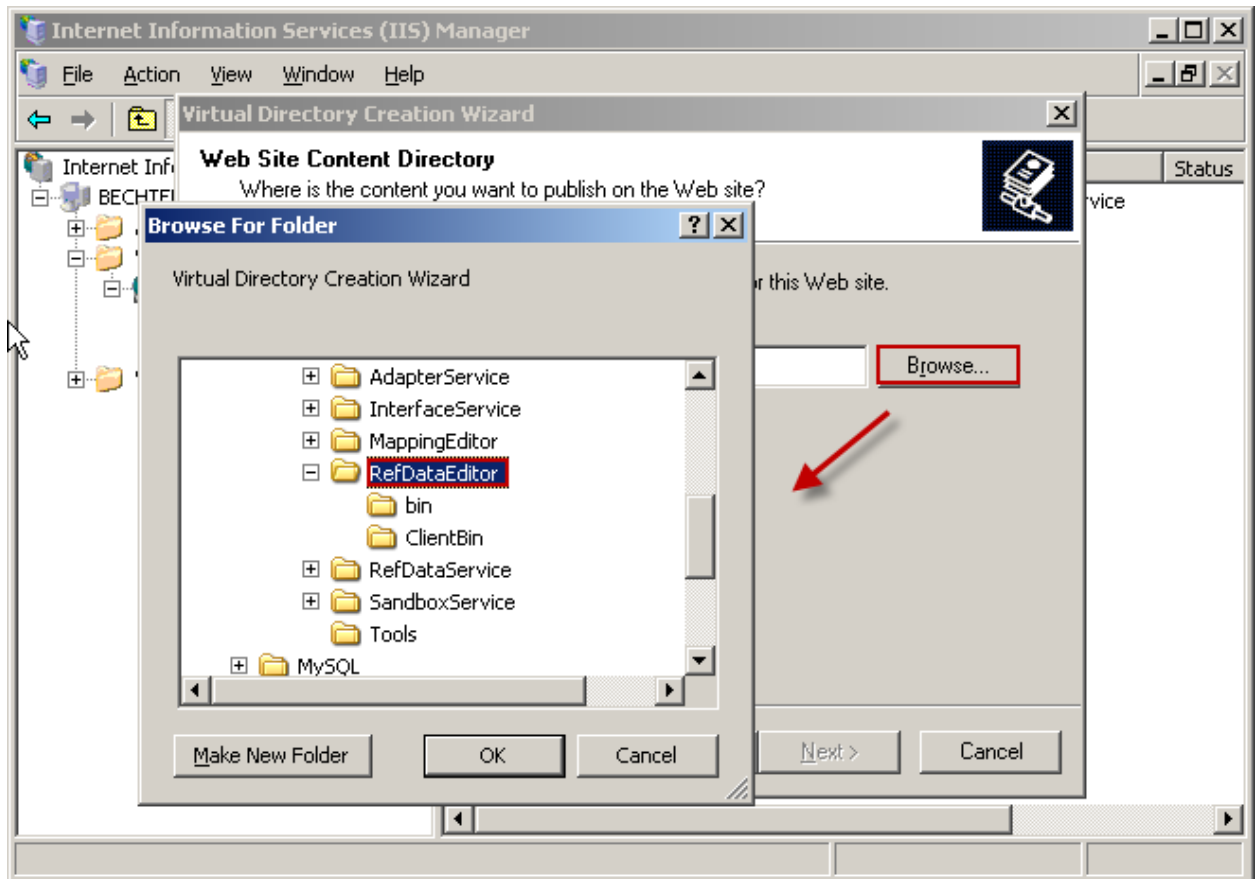 Internet Information Services (IIS) Manager
File Action View Window Help
Virtual Directory Creation Wizard
Web Site Content Directory
Where is the content you want to publish on the Web site?
Internet Inf
BECHTEL
Status
rvice
Browse For Folder
Virtual Directory Creation Wizard
r this Web site.
Browse...
AdapterService
InterfaceService
MappingEditor
RefDataEditor
bin
ClientBin
RefDataService
SandboxService
Tools
MySQL
Make New Folder
OK
Cancel
Next >
Cancel